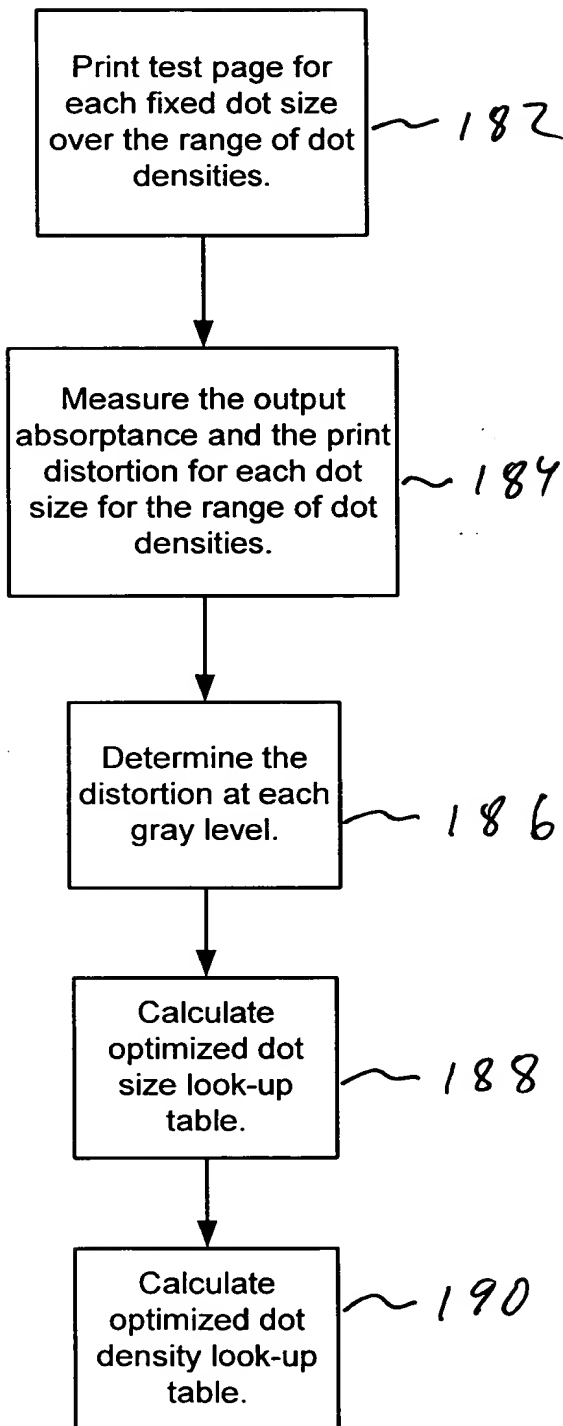 Print test page for
each fixed dot size
over the range of dot
densities.
182
Measure the output
absorptance and the print
distortion for each dot
size for the range of dot
densities.
184
Determine the
distortion at each
gray level.
186
Calculate
optimized dot
size look-up
table.
188
Calculate
optimized dot
density look-up
table.
190